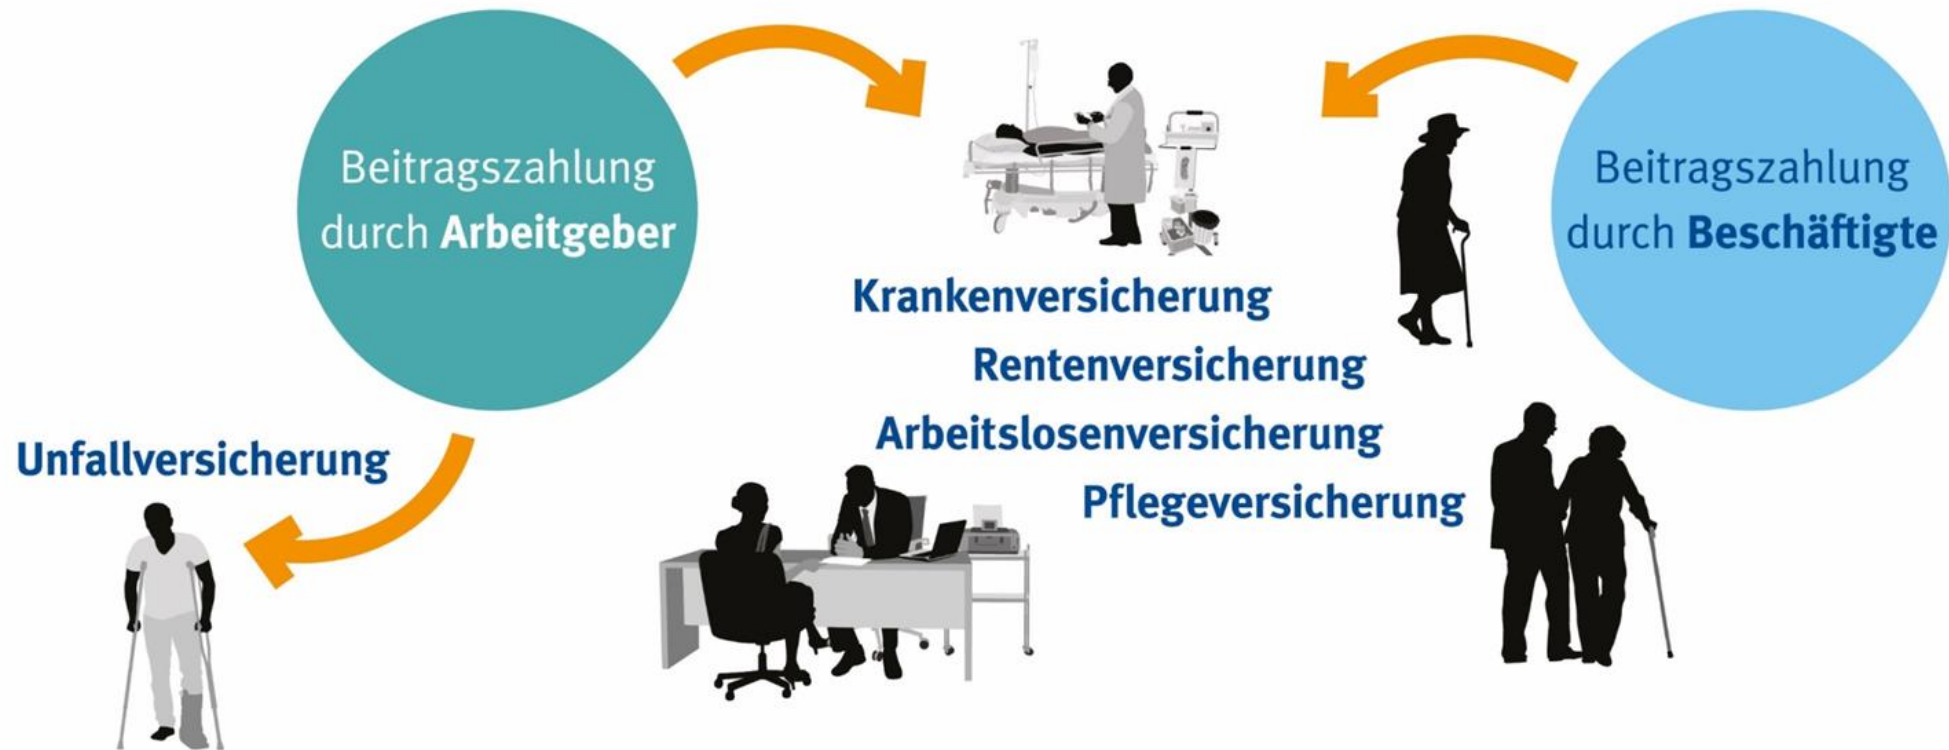 Beitragszahlung
durch Arbeitgeber
Beitragszahlung
durch Beschäftigte
Krankenversicherung
Rentenversicherung
Arbeitslosenversicherung
Pflegeversicherung
Unfallversicherung